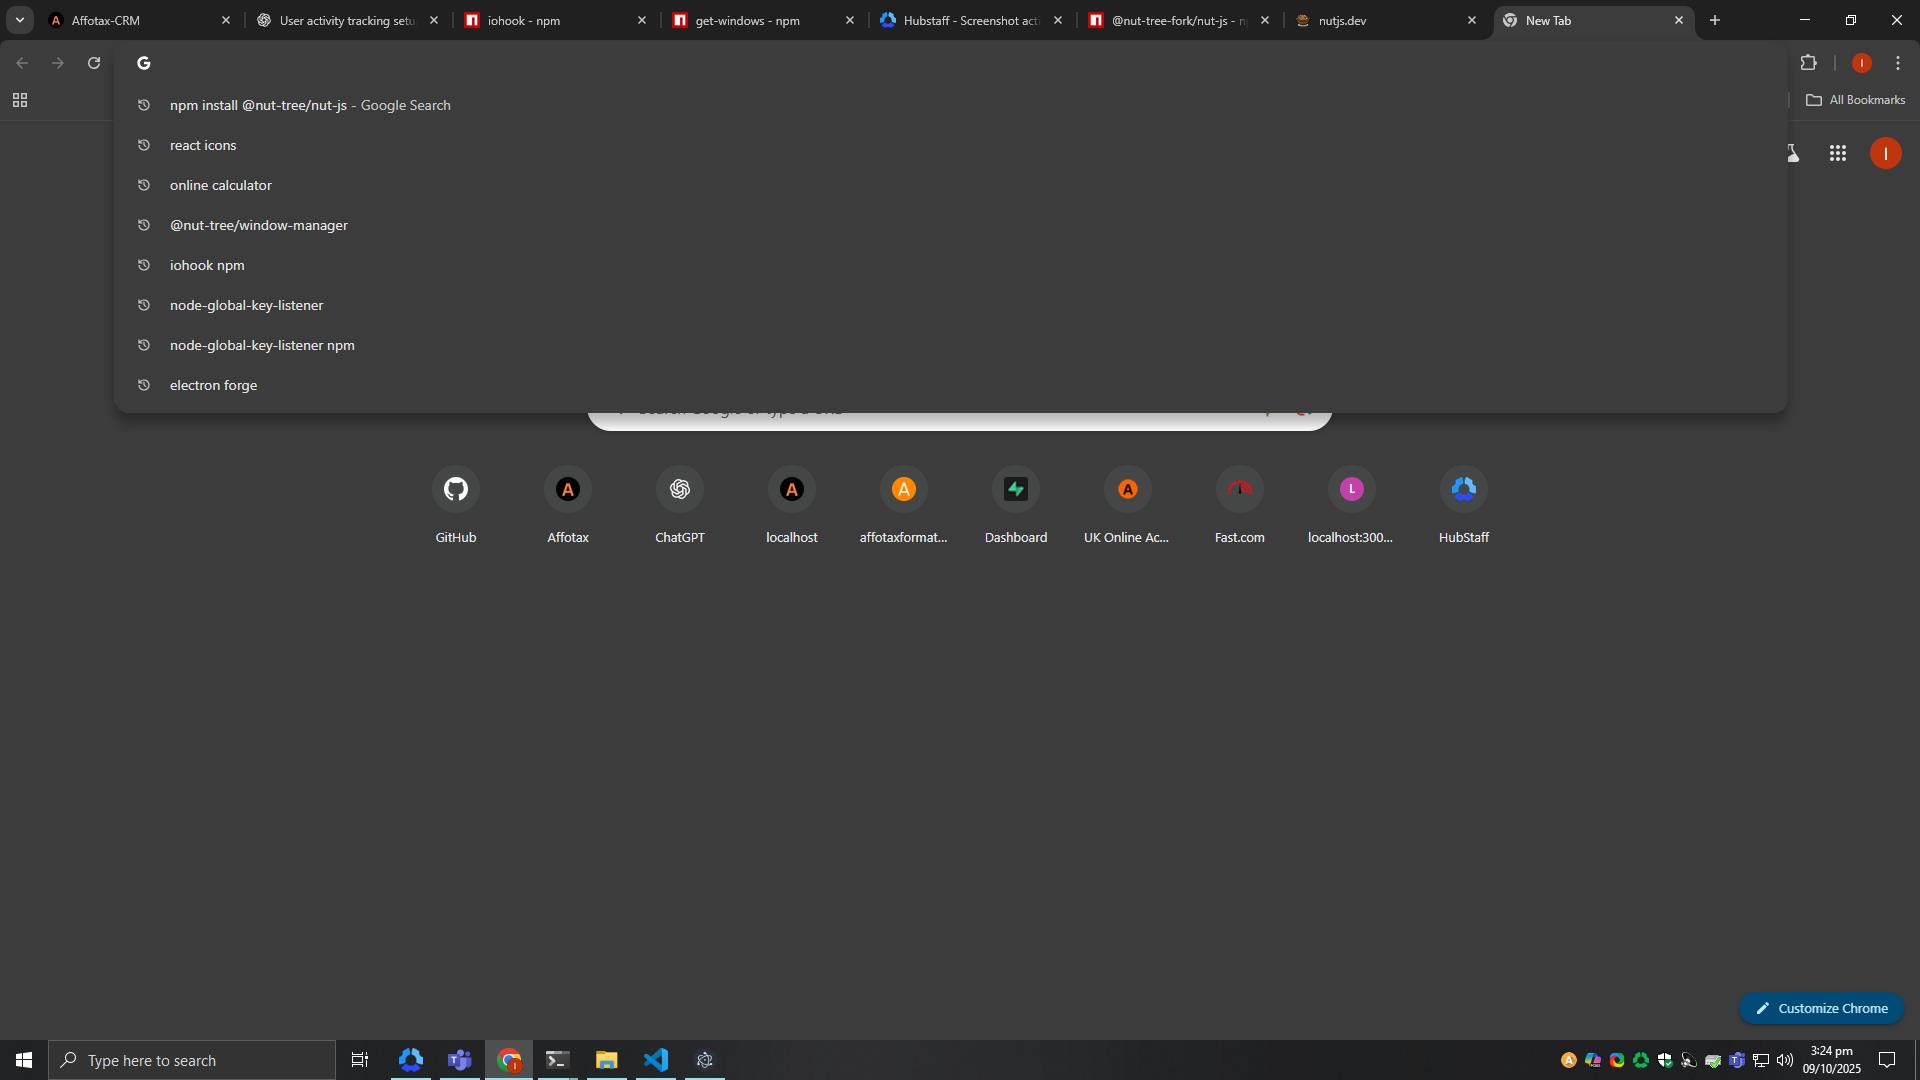 Affotax-CRM
User activity tracking setu
iohook - npm
get-windows - npm
Hubstaff - Screenshot acti
@nut-tree-fork/nut-js - n
nutjs.dev
New Tab
All Bookmarks
npm install @nut-tree/nut-js - Google Search
react icons
online calculator
@nut-tree/window-manager
iohook npm
node-global-key-listener
node-global-key-listener npm
electron forge
GitHub
Affotax
ChatGPT
localhost
affotaxformat...
Dashboard
UK Online Ac...
Fast.com
localhost:300...
HubStaff
Customize Chrome
Type here to search
3:24 pm
09/10/2025